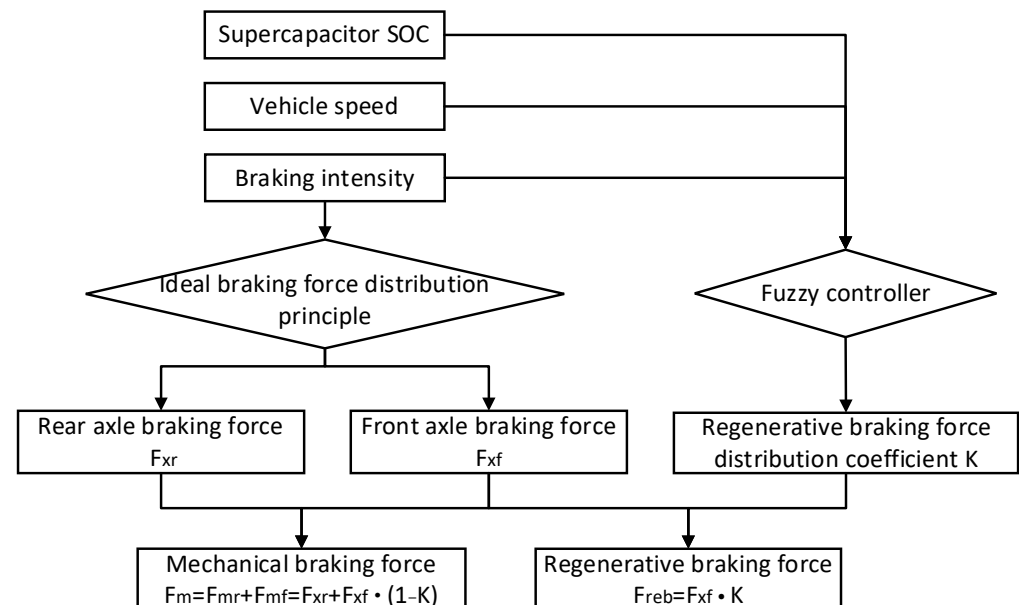 Supercapacitor SOC
Vehicle speed
Braking intensity
Ideal braking force distribution
principle
Fuzzy controller
Rear axle braking force
Fxr
Front axle braking force
Fxf
Regenerative braking force
distribution coefficient K
Mechanical braking force
Fm=Fmr+Fmf=Fxr+Fxf•(1-K)
Regenerative braking force
Freb=Fxf•K